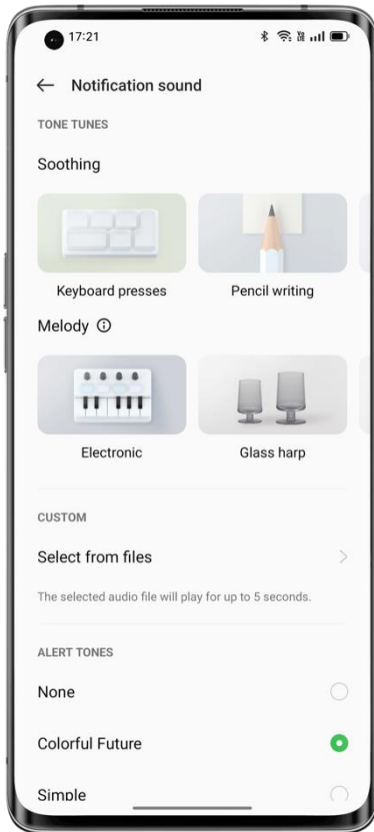 17:21
Notification sound
TONE TUNES
Soothing
Keyboard presses Pencil writing
Melody
Electronic Glass harp
CUSTOM
Select from files
The selected audio file will play for up to 5 seconds.
ALERT TONES
None
Colorful Future
Simple